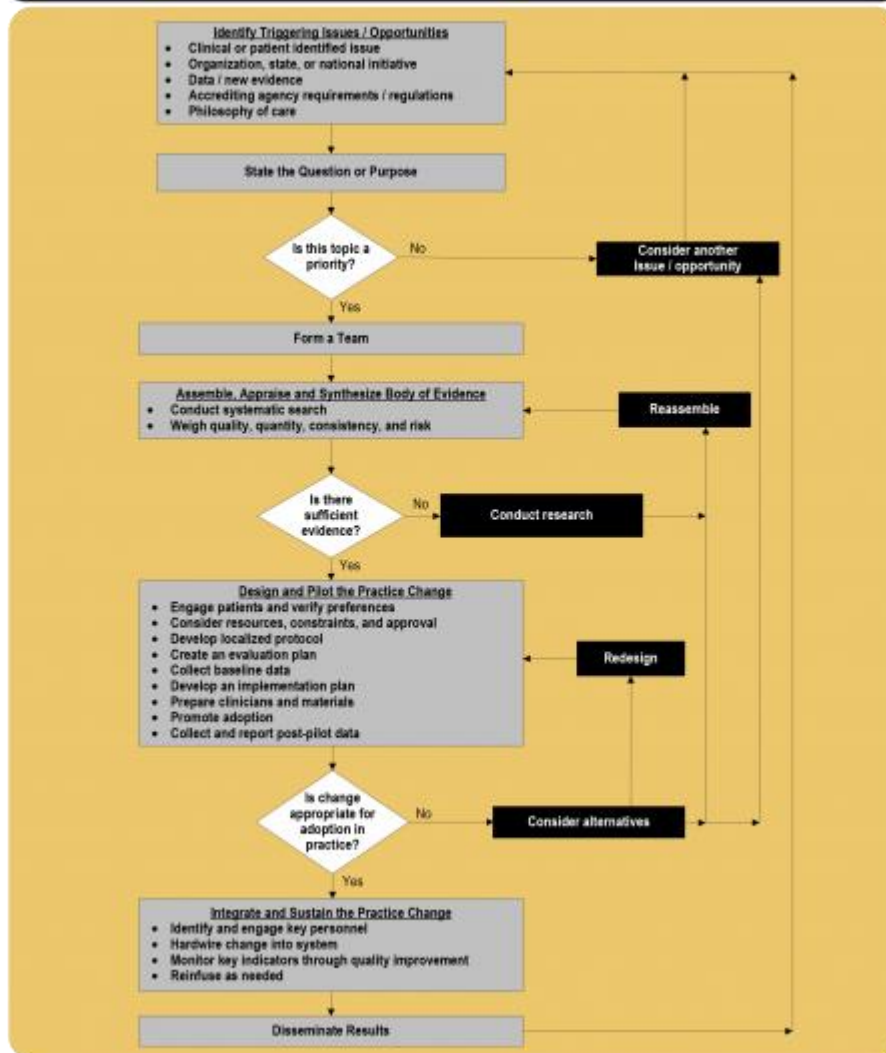 Identify Triggering Issues / Opportunities
• Clinical or patient identified issue
• Organization, state, or national initiative
• Data / new evidence
• Accrediting agency requirements / regulations
• Philosophy of care
State the Question or Purpose
Is this topic a
priority?
No
Consider another
Issue / opportunity
Yes
Form a Team
Assemble, Appraise and Synthesize Body of Evidence
• Conduct systematic search
• Weigh quality, quantity, consistency, and risk
Reassemble
Is there
sufficient
evidence?
No
Conduct research
Yes
Design and Pilot the Practice Change
• Engage patients and verify preferences
• Consider resources, constraints, and approval
• Develop localized protocol
• Create an evaluation plan
• Collect baseline data
• Develop an implementation plan
• Prepare clinicians and materials
• Promote adoption
• Collect and report post-pilot data
Redesign
Is change
appropriate for
adoption in
practice?
No
Consider alternatives
Yes
Integrate and Sustain the Practice Change
• Identify and engage key personnel
• Hardwire change into system
• Monitor key indicators through quality improvement
• Reinfuse as needed
Disseminate Results